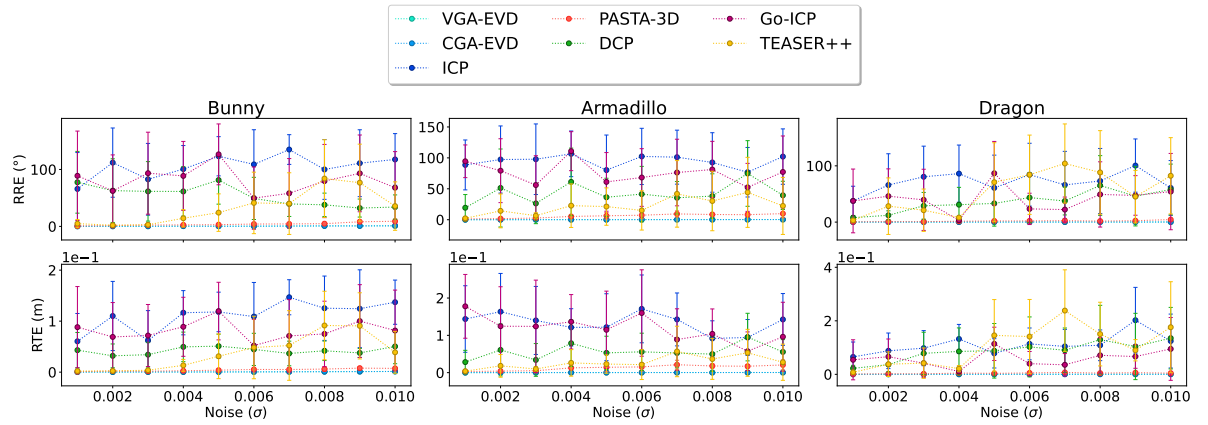 VGA-EVD PASTA-3D Go-ICP
CGA-EVD DCP TEASER++
ICP
Bunny Armadillo Dragon
RRE (°)
100
0
150
100
50
0
100
0
RTE (m)
1e-1
2
1
0
1e-1
2
1
0
1e-1
4
2
0
0.002 0.004 0.006 0.008 0.010
0.002 0.004 0.006 0.008 0.010
0.002 0.004 0.006 0.008 0.010
Noise (σ) Noise (σ) Noise (σ)